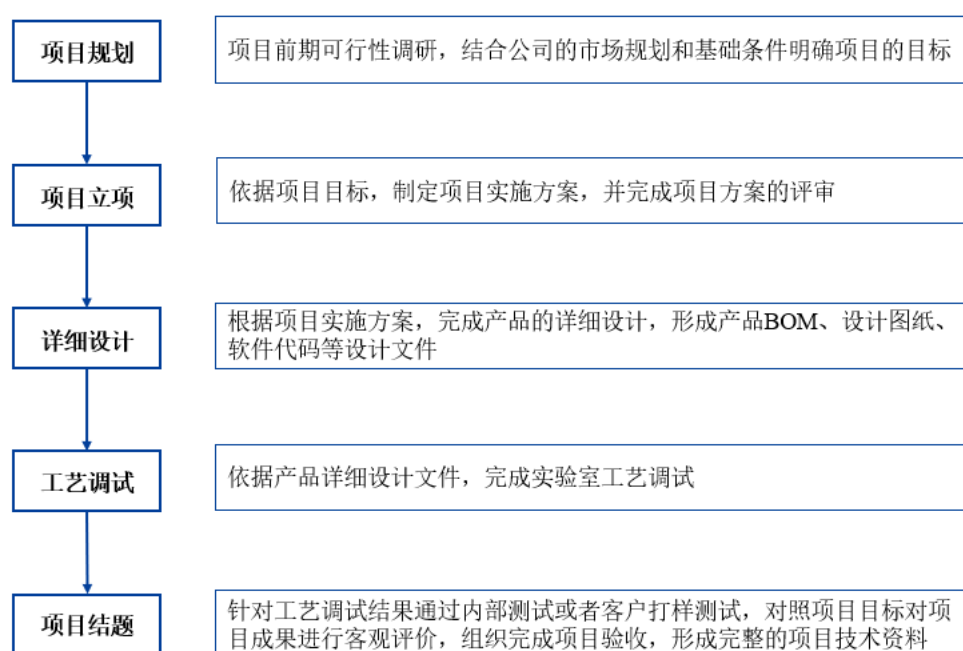 项目规划
项目前期可行性调研，结合公司的市场规划和基础条件明确项目的目标
项目立项
依据项目目标，制定项目实施方案，并完成项目方案的评审
详细设计
根据项目实施方案，完成产品的详细设计，形成产品BOM、设计图纸、
软件代码等设计文件
工艺调试
依据产品详细设计文件，完成实验室工艺调试
项目结题
针对工艺调试结果通过内部测试或者客户打样测试，对照项目目标对项
目成果进行客观评价，组织完成项目验收，形成完整的项目技术资料